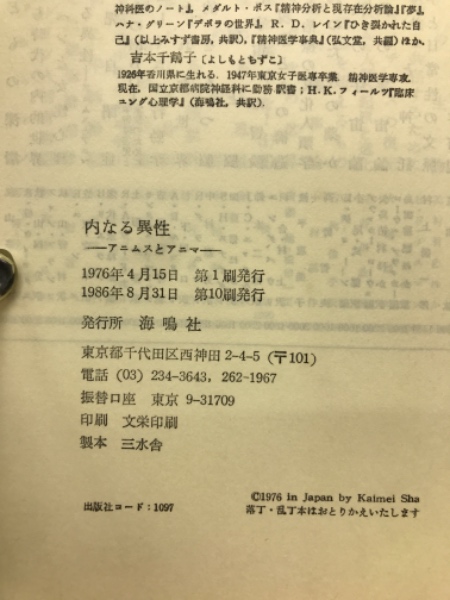 神科医のノート』，メダルト・ボス『精神分析と現存在分析論』『夢』
ハナ・グリーン『デボラの世界』，R．D．レイン『ひき裂かれた自
己』（以上みすず書房，共訳），『精神医学事典』（弘文堂，共編）ほか．
吉本千鶴子〔よしもとちずこ〕
1926年香川県に生れる．1947年東京女子医専卒業．精神医学専攻．
現在，国立京都病院神経科に勤務．訳書；H．K．フィールツ『臨床
ユング心理学』（海鳴社，共訳）．
内なる異性
――アニムスとアニマ――
1976年4月15日 第1刷発行
1986年8月31日 第10刷発行
発行所 海鳴社
東京都千代田区西神田2-4-5（〒101）
電話（03）234-3643，262-1967
振替口座 東京9-31709
印刷 文栄印刷
製本 三水舎
出版社コード：1097
©1976 in Japan by Kaimei Sha
落丁・乱丁本はおとりかえいたします